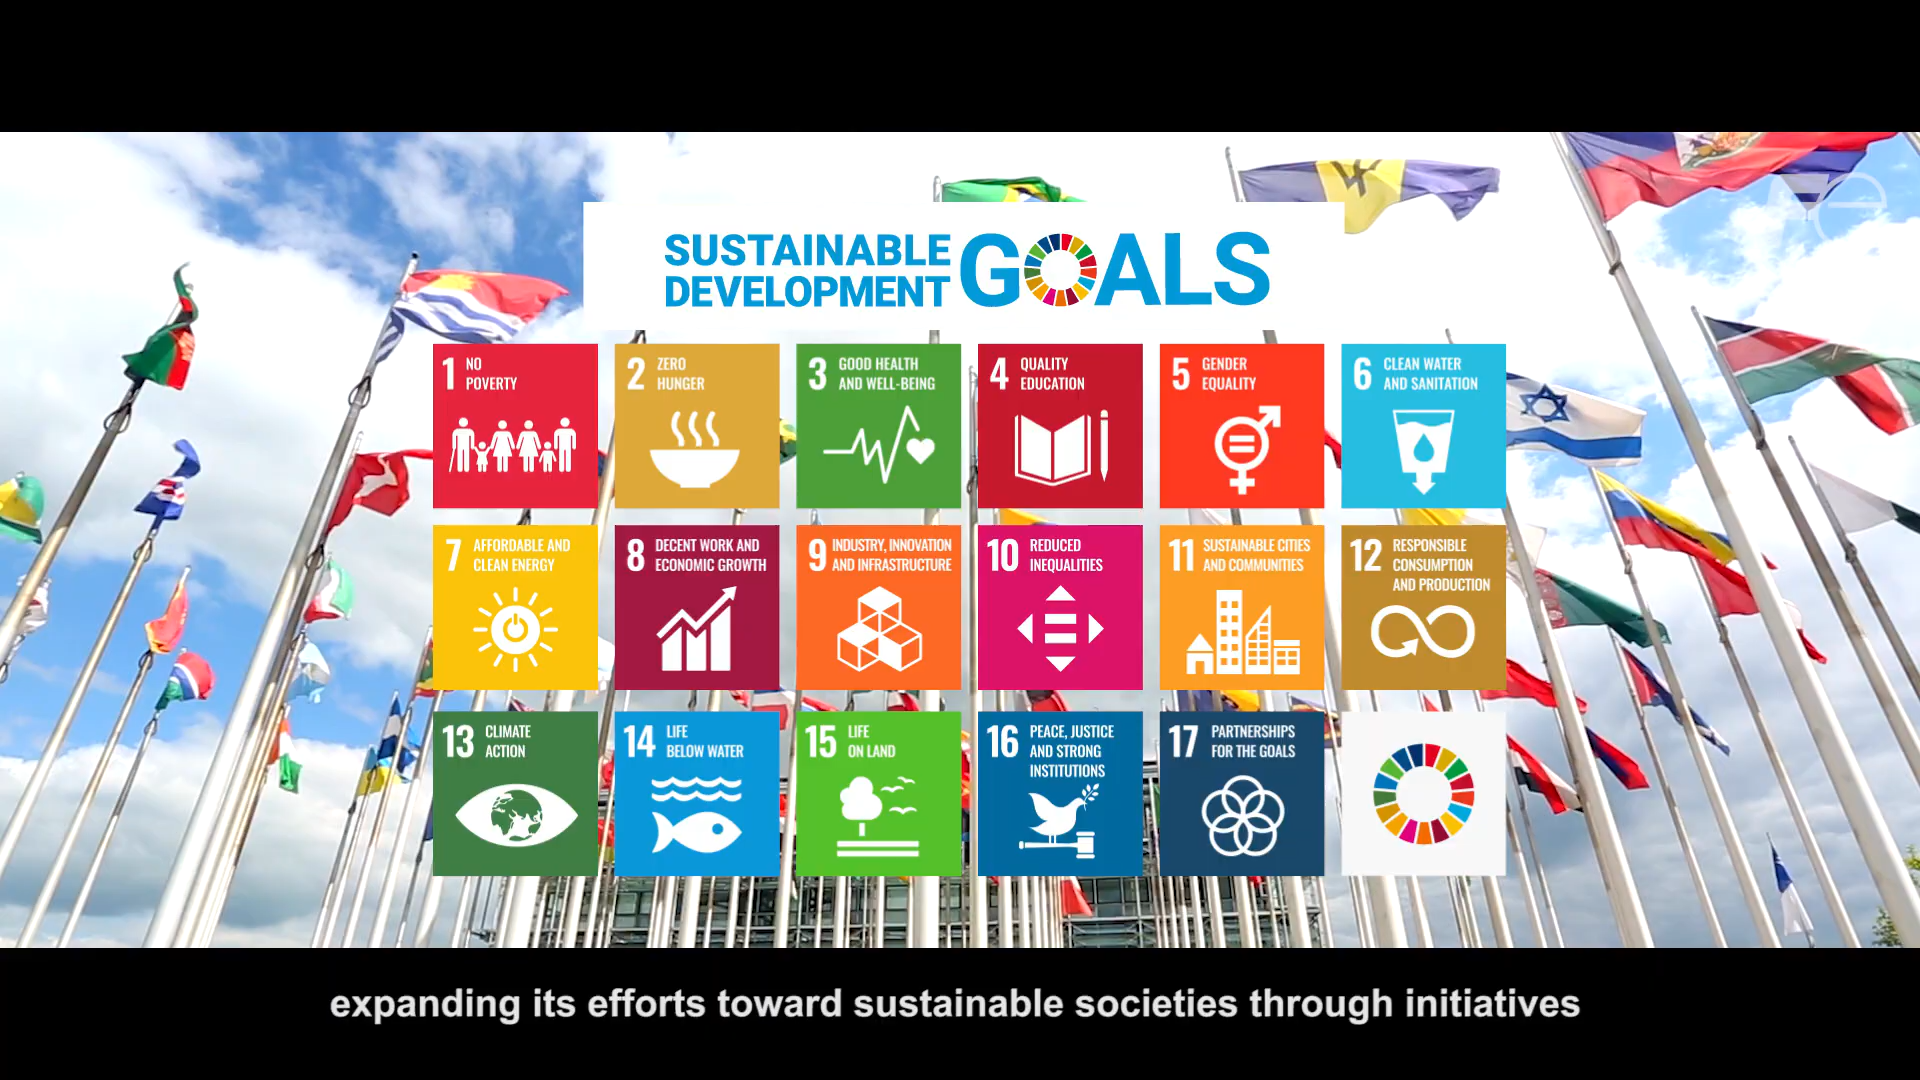 SUSTAINABLE
DEVELOPMENT
GOALS
1 NO
POVERTY
2 ZERO
HUNGER
3 GOOD HEALTH
AND WELL-BEING
4 QUALITY
EDUCATION
5 GENDER
EQUALITY
6 CLEAN WATER
AND SANITATION
7 AFFORDABLE AND
CLEAN ENERGY
8 DECENT WORK AND
ECONOMIC GROWTH
9 INDUSTRY, INNOVATION
AND INFRASTRUCTURE
10 REDUCED
INEQUALITIES
11 SUSTAINABLE CITIES
AND COMMUNITIES
12 RESPONSIBLE
CONSUMPTION
AND PRODUCTION
13 CLIMATE
ACTION
14 LIFE
BELOW WATER
15 LIFE
ON LAND
16 PEACE, JUSTICE
AND STRONG
INSTITUTIONS
17 PARTNERSHIPS
FOR THE GOALS
expanding its efforts toward sustainable societies through initiatives